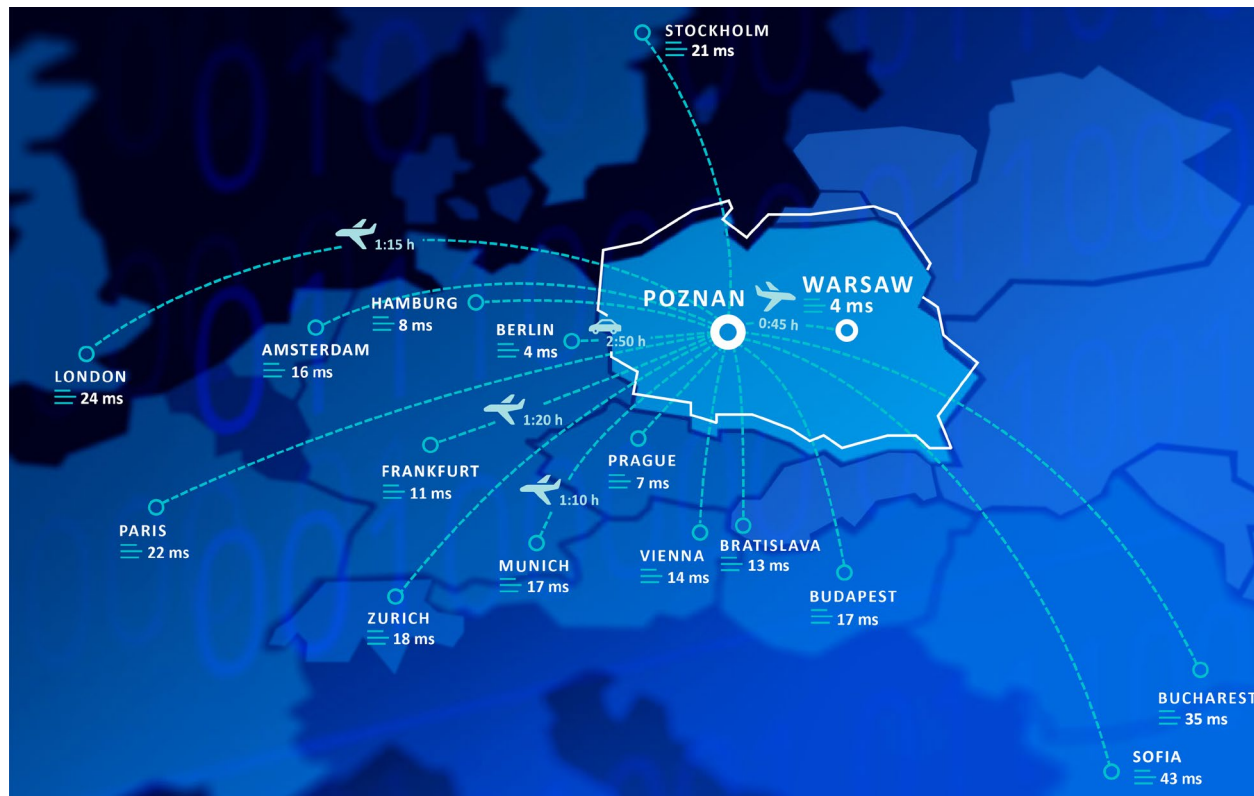 STOCKHOLM
21 ms
1:15 h
WARSAW
4 ms
POZNAN
0:45 h
HAMBURG
8 ms
BERLIN
4 ms
2:50 h
AMSTERDAM
16 ms
LONDON
24 ms
1:20 h
FRANKFURT
11 ms
PRAGUE
7 ms
1:10 h
PARIS
22 ms
MUNICH
17 ms
VIENNA
14 ms
BRATISLAVA
13 ms
BUDAPEST
17 ms
ZURICH
18 ms
BUCHAREST
35 ms
SOFIA
43 ms